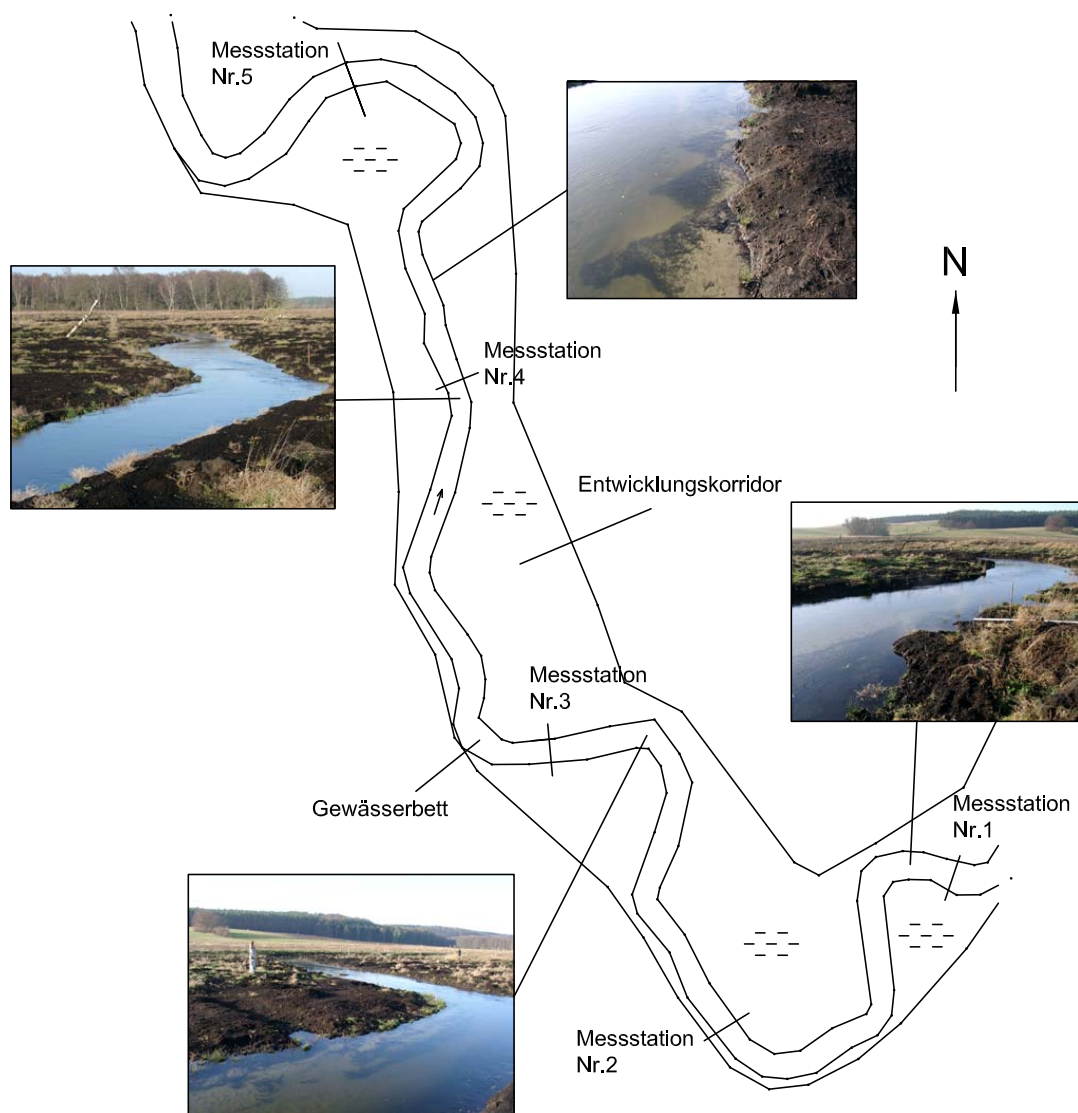 Messstation
Nr.5
N
Messstation
Nr.4
Entwicklungskorridor
Messstation
Nr.3
Gewässerbett
Messstation
Nr.1
Messstation
Nr.2